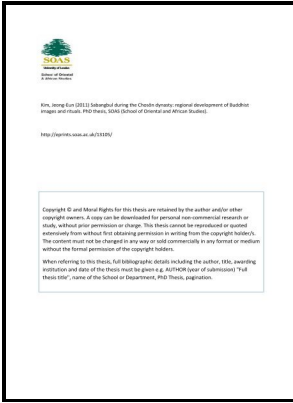 SOAS
University of London
School of Oriental
& African Studies
Kim, Jeong-Eun (2011) Sabangbul during the Chosŏn dynasty: regional development of Buddhist
images and rituals. PhD thesis, SOAS (School of Oriental and African Studies).
http://eprints.soas.ac.uk/13105/
Copyright © and Moral Rights for this thesis are retained by the author and/or other
copyright owners. A copy can be downloaded for personal non-commercial research or
study, without prior permission or charge. This thesis cannot be reproduced or quoted
extensively from without first obtaining permission in writing from the copyright holder/s.
The content must not be changed in any way or sold commercially in any format or medium
without the formal permission of the copyright holders.
When referring to this thesis, full bibliographic details including the author, title, awarding
institution and date of the thesis must be given e.g. AUTHOR (year of submission) "Full
thesis title", name of the School or Department, PhD Thesis, pagination.